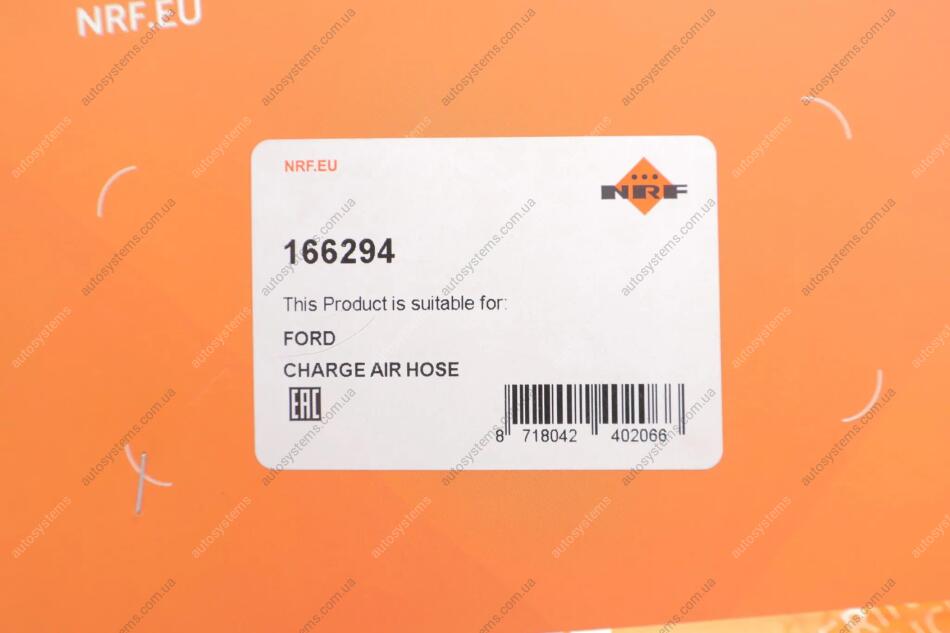 NRF.EU
NRF.EU
NRF
166294
This Product is suitable for:
FORD
CHARGE AIR HOSE
EAC
8 718042 402066
autosystems.com.ua